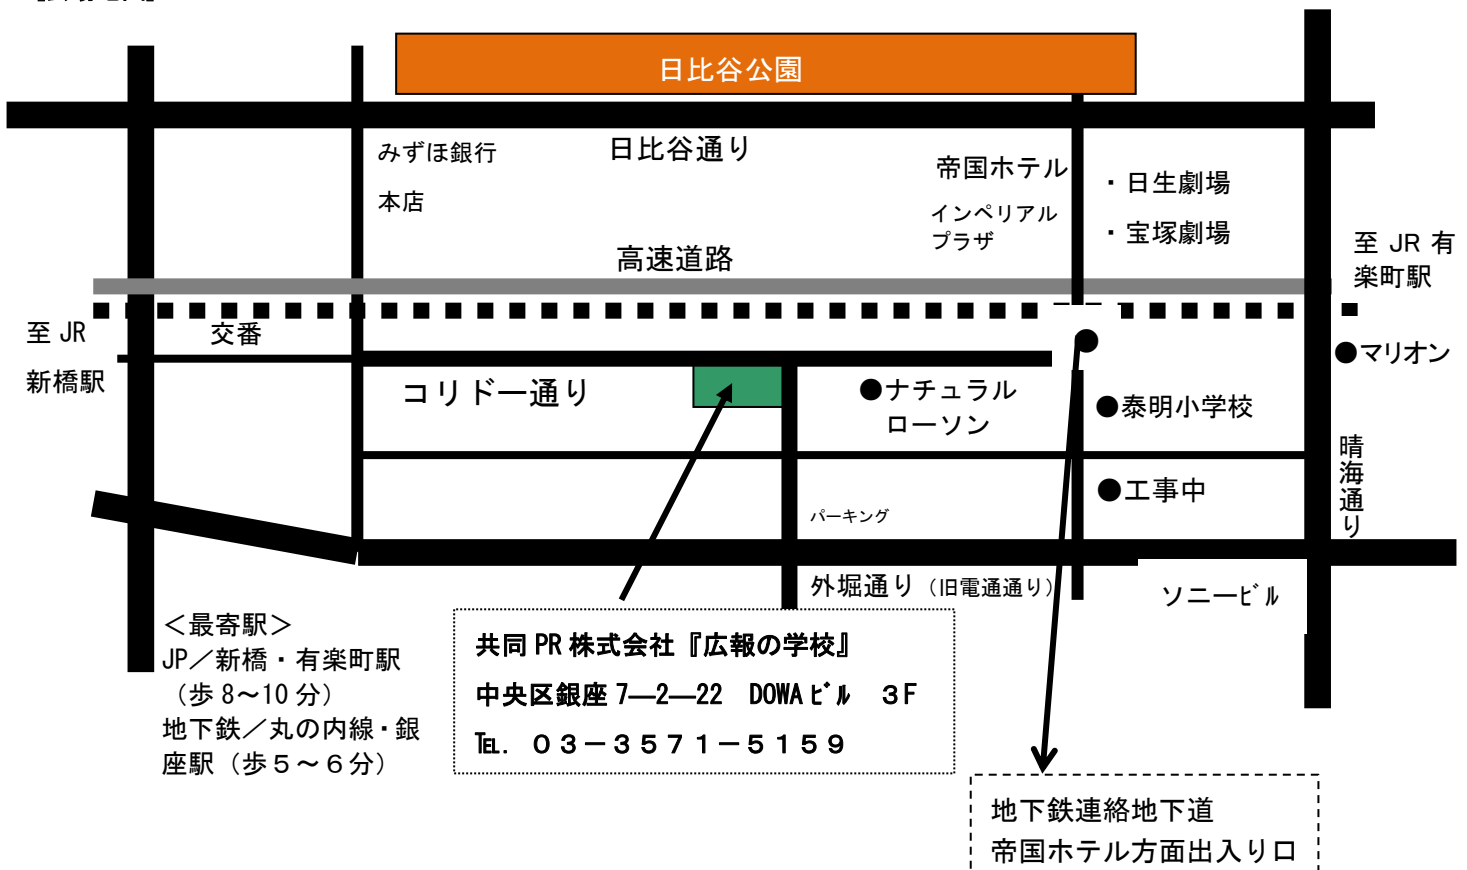 日比谷公園
みずほ銀行
本店
日比谷通り
帝国ホテル
インペリアル
プラザ
・日生劇場
・宝塚劇場
高速道路
至 JR 有
楽町駅
至 JR
新橋駅
交番
●マリオン
コリドー通り
●ナチュラル
ローソン
●泰明小学校
晴海通り
●工事中
パーキング
外堀通り（旧電通通り）
ソニービル
＜最寄駅＞
JP／新橋・有楽町駅
（歩 8～10 分）
地下鉄／丸の内線・銀
座駅（歩５～６分）
共同 PR 株式会社『広報の学校』
中央区銀座 7―2―22　DOWA ビル　３F
℡．０３－３５７１－５１５９
地下鉄連絡地下道
帝国ホテル方面出入り口